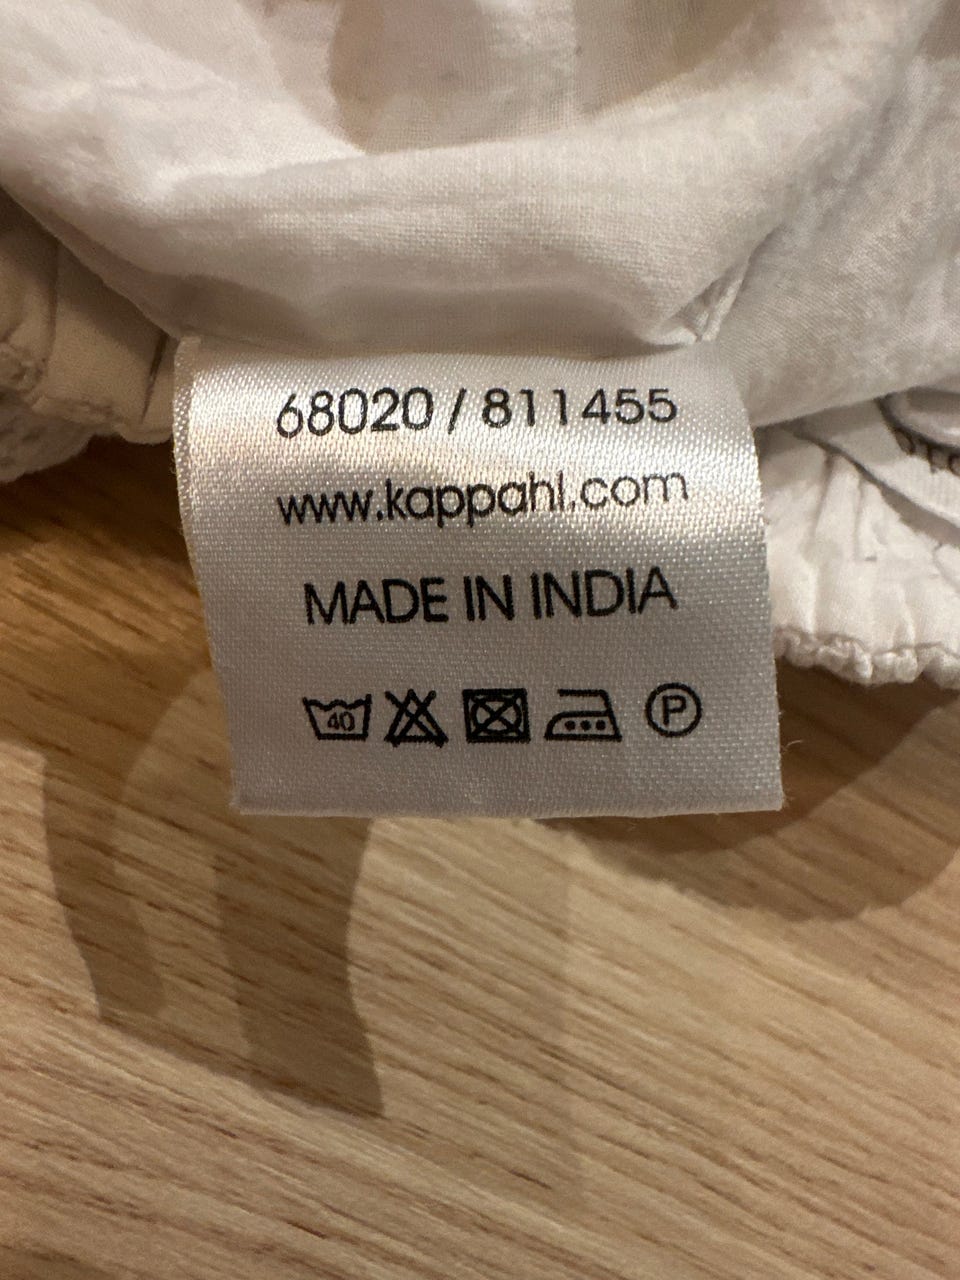 68020 / 811455
www.kappahl.com
MADE IN INDIA
40 P